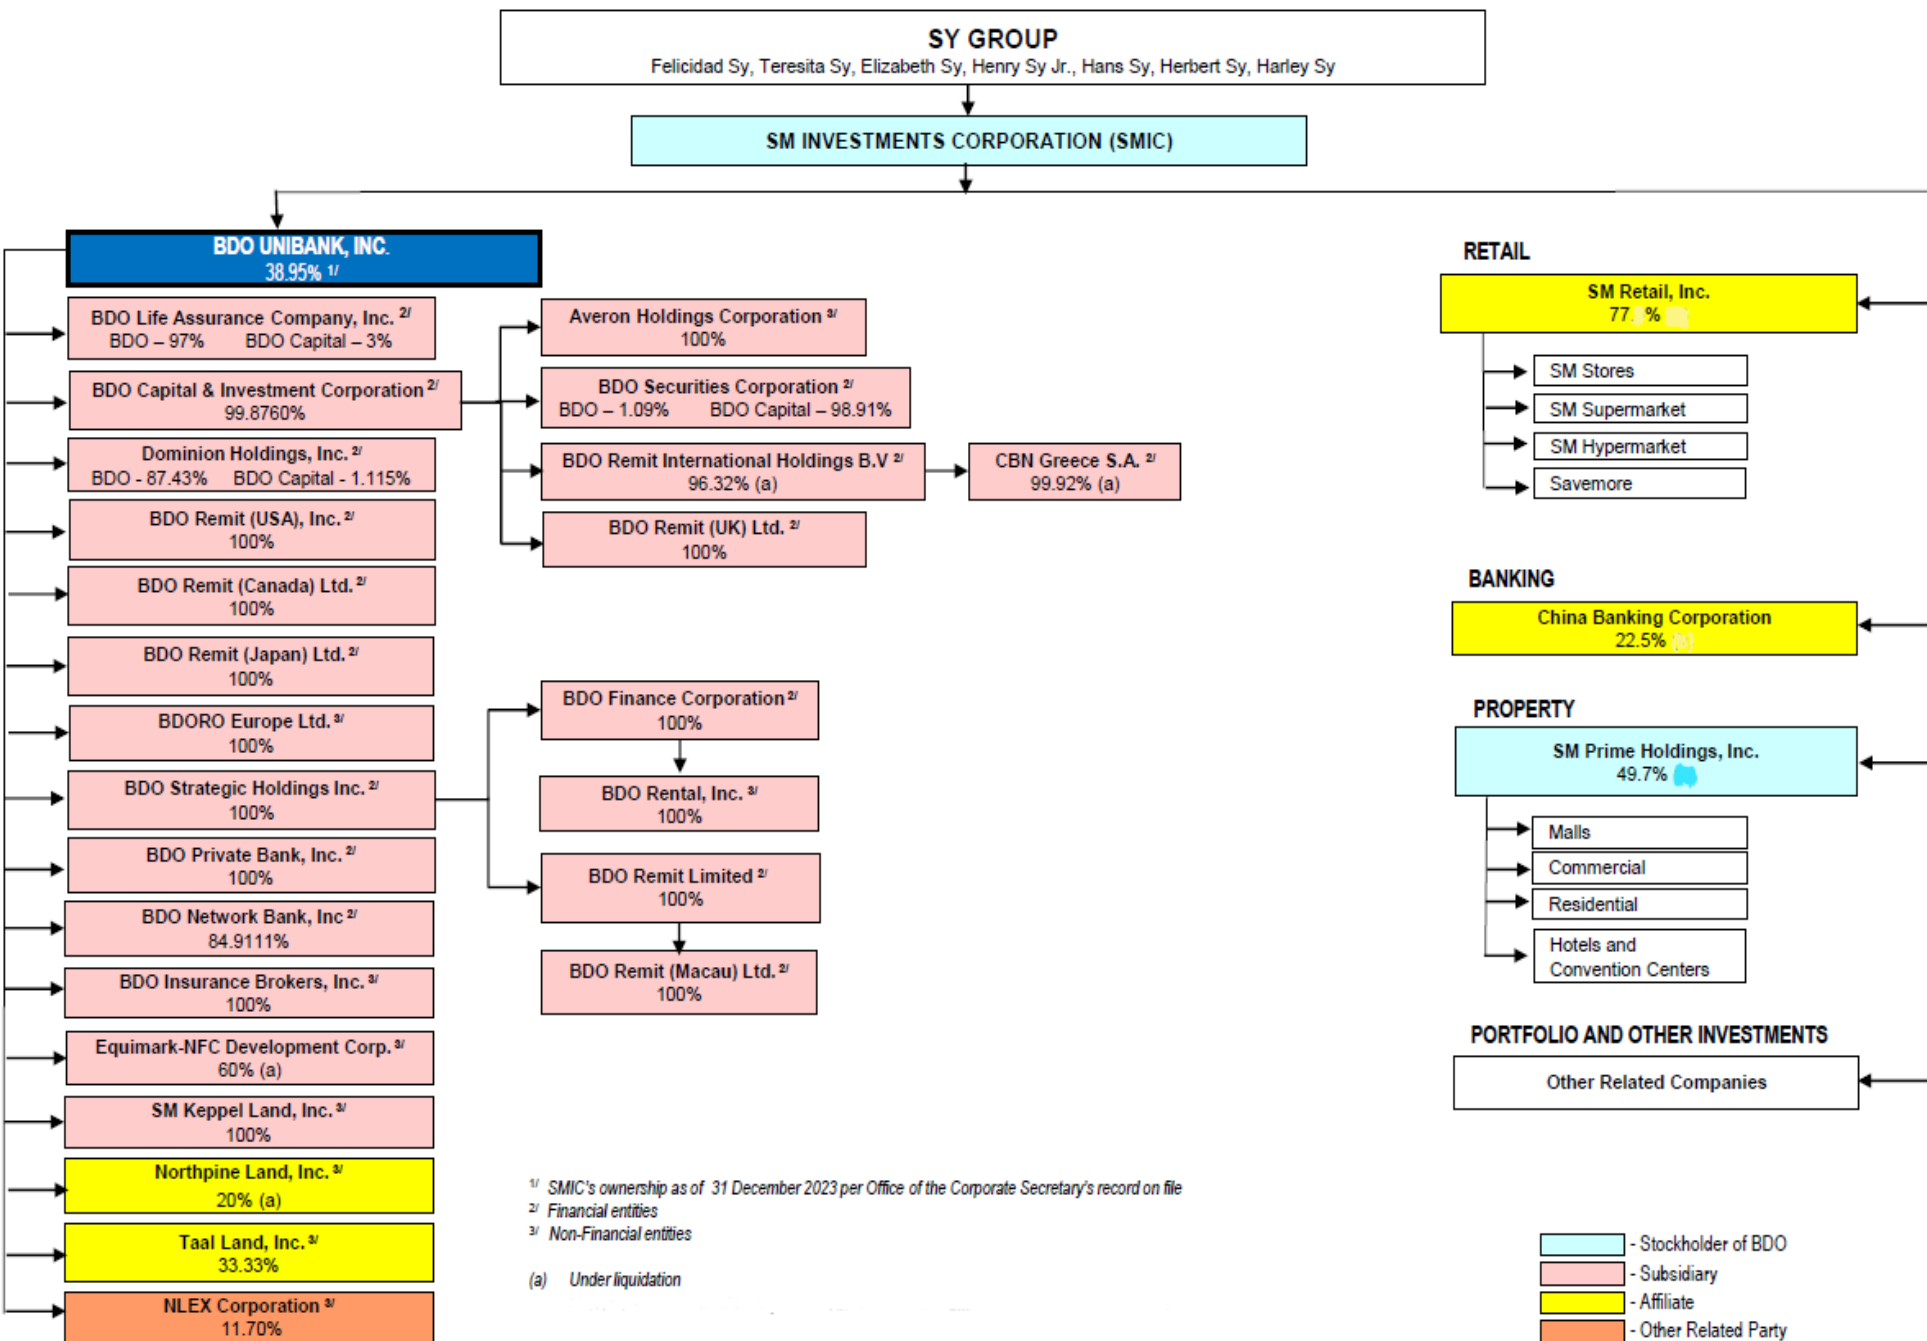 SY GROUP
Felicidad Sy, Teresita Sy, Elizabeth Sy, Henry Sy Jr., Hans Sy, Herbert Sy, Harley Sy
SM INVESTMENTS CORPORATION (SMIC)
BDO UNIBANK, INC.
38.95% 1/
BDO Life Assurance Company, Inc. 2/
BDO – 97% BDO Capital – 3%
BDO Capital & Investment Corporation 2/
99.8760%
Dominion Holdings, Inc. 2/
BDO - 87.43% BDO Capital - 1.115%
BDO Remit (USA), Inc. 2/
100%
BDO Remit (Canada) Ltd. 2/
100%
BDO Remit (Japan) Ltd. 2/
100%
BDORO Europe Ltd. 3/
100%
BDO Strategic Holdings Inc. 2/
100%
BDO Private Bank, Inc. 2/
100%
BDO Network Bank, Inc 2/
84.9111%
BDO Insurance Brokers, Inc. 3/
100%
Equimark-NFC Development Corp. 3/
60% (a)
SM Keppel Land, Inc. 3/
100%
Northpine Land, Inc. 3/
20% (a)
Taal Land, Inc. 3/
33.33%
NLEX Corporation 3/
11.70%
Averon Holdings Corporation 3/
100%
BDO Securities Corporation 2/
BDO – 1.09% BDO Capital – 98.91%
BDO Remit International Holdings B.V 2/
96.32% (a)
CBN Greece S.A. 2/
99.92% (a)
BDO Remit (UK) Ltd. 2/
100%
BDO Finance Corporation 2/
100%
BDO Rental, Inc. 3/
100%
BDO Remit Limited 2/
100%
BDO Remit (Macau) Ltd. 2/
100%
1/ SMIC's ownership as of 31 December 2023 per Office of the Corporate Secretary's record on file
2/ Financial entities
3/ Non-Financial entities
(a) Under liquidation
RETAIL
SM Retail, Inc.
77. %
SM Stores
SM Supermarket
SM Hypermarket
Savemore
BANKING
China Banking Corporation
22.5%
PROPERTY
SM Prime Holdings, Inc.
49.7%
Malls
Commercial
Residential
Hotels and
Convention Centers
PORTFOLIO AND OTHER INVESTMENTS
Other Related Companies
- Stockholder of BDO
- Subsidiary
- Affiliate
- Other Related Party